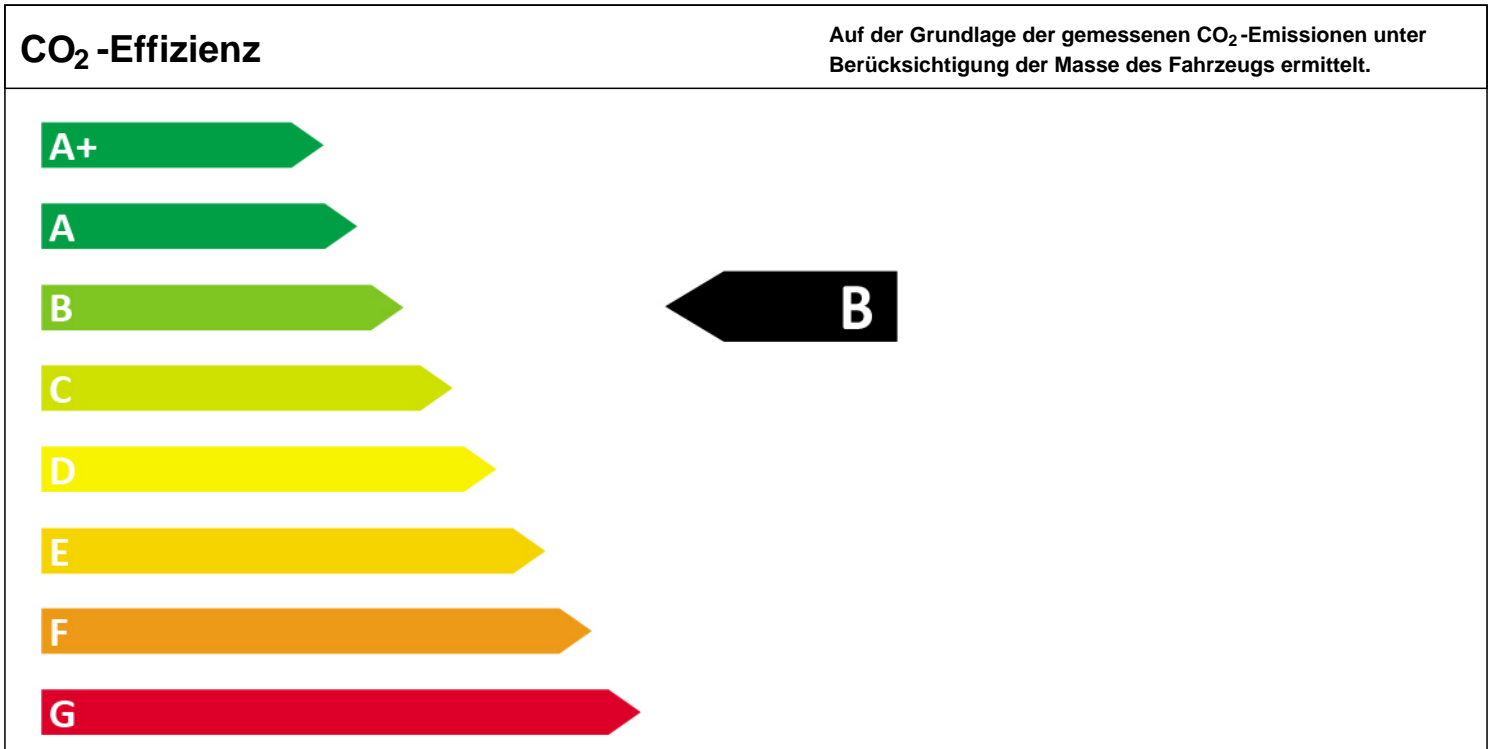 CO₂-Effizienz
Auf der Grundlage der gemessenen CO₂-Emissionen unter
Berücksichtigung der Masse des Fahrzeugs ermittelt.
A+
A
B
B
C
D
E
F
G